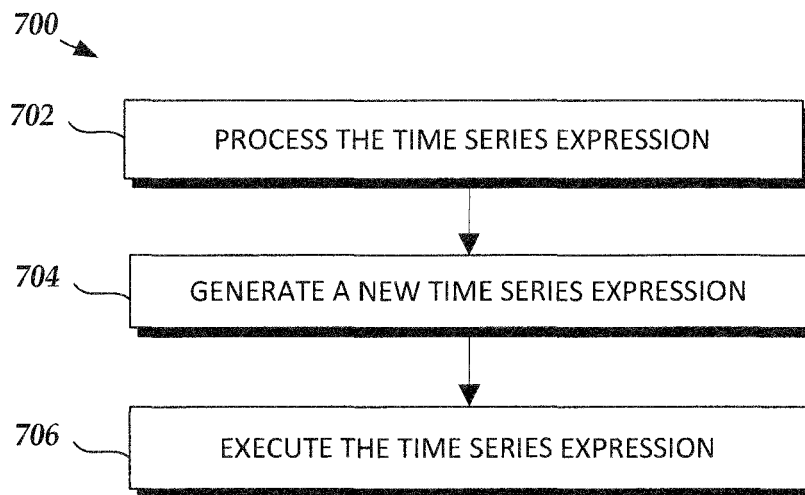 700
702
PROCESS THE TIME SERIES EXPRESSION
704
GENERATE A NEW TIME SERIES EXPRESSION
706
EXECUTE THE TIME SERIES EXPRESSION